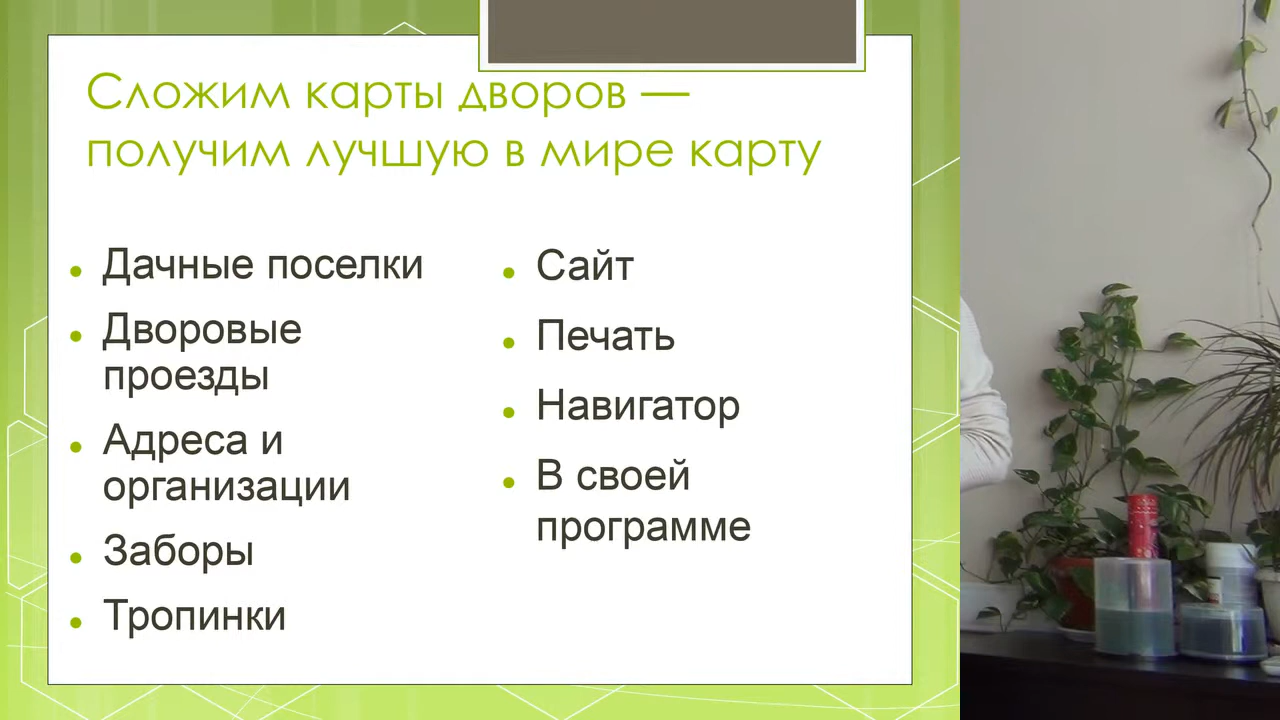 Сложим карты дворов —
получим лучшую в мире карту
Дачные поселки
Дворовые
проезды
Адреса и
организации
Заборы
Тропинки
Сайт
Печать
Навигатор
В своей
программе